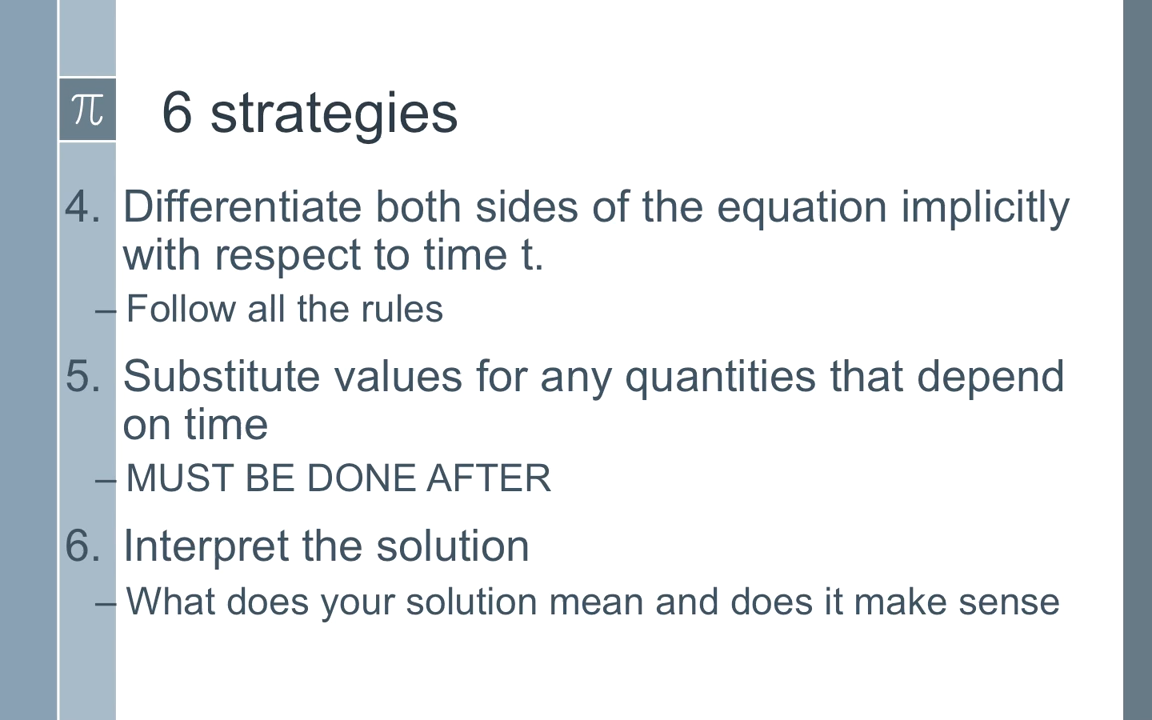 π
6 strategies
4. Differentiate both sides of the equation implicitly
with respect to time t.
– Follow all the rules
5. Substitute values for any quantities that depend
on time
– MUST BE DONE AFTER
6. Interpret the solution
– What does your solution mean and does it make sense